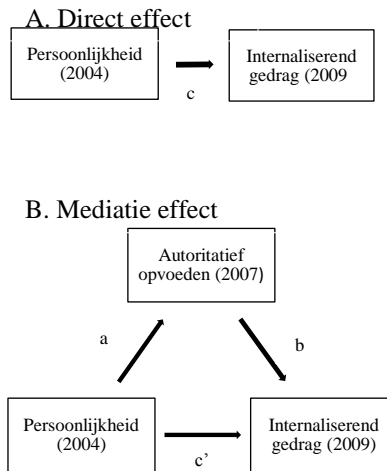 A. Direct effect
Persoonlijkheid
(2004)
Internaliserend
gedrag (2009
c
B. Mediatie effect
Autoritatief
opvoeden (2007)
a
b
Persoonlijkheid
(2004)
Internaliserend
gedrag (2009)
c’